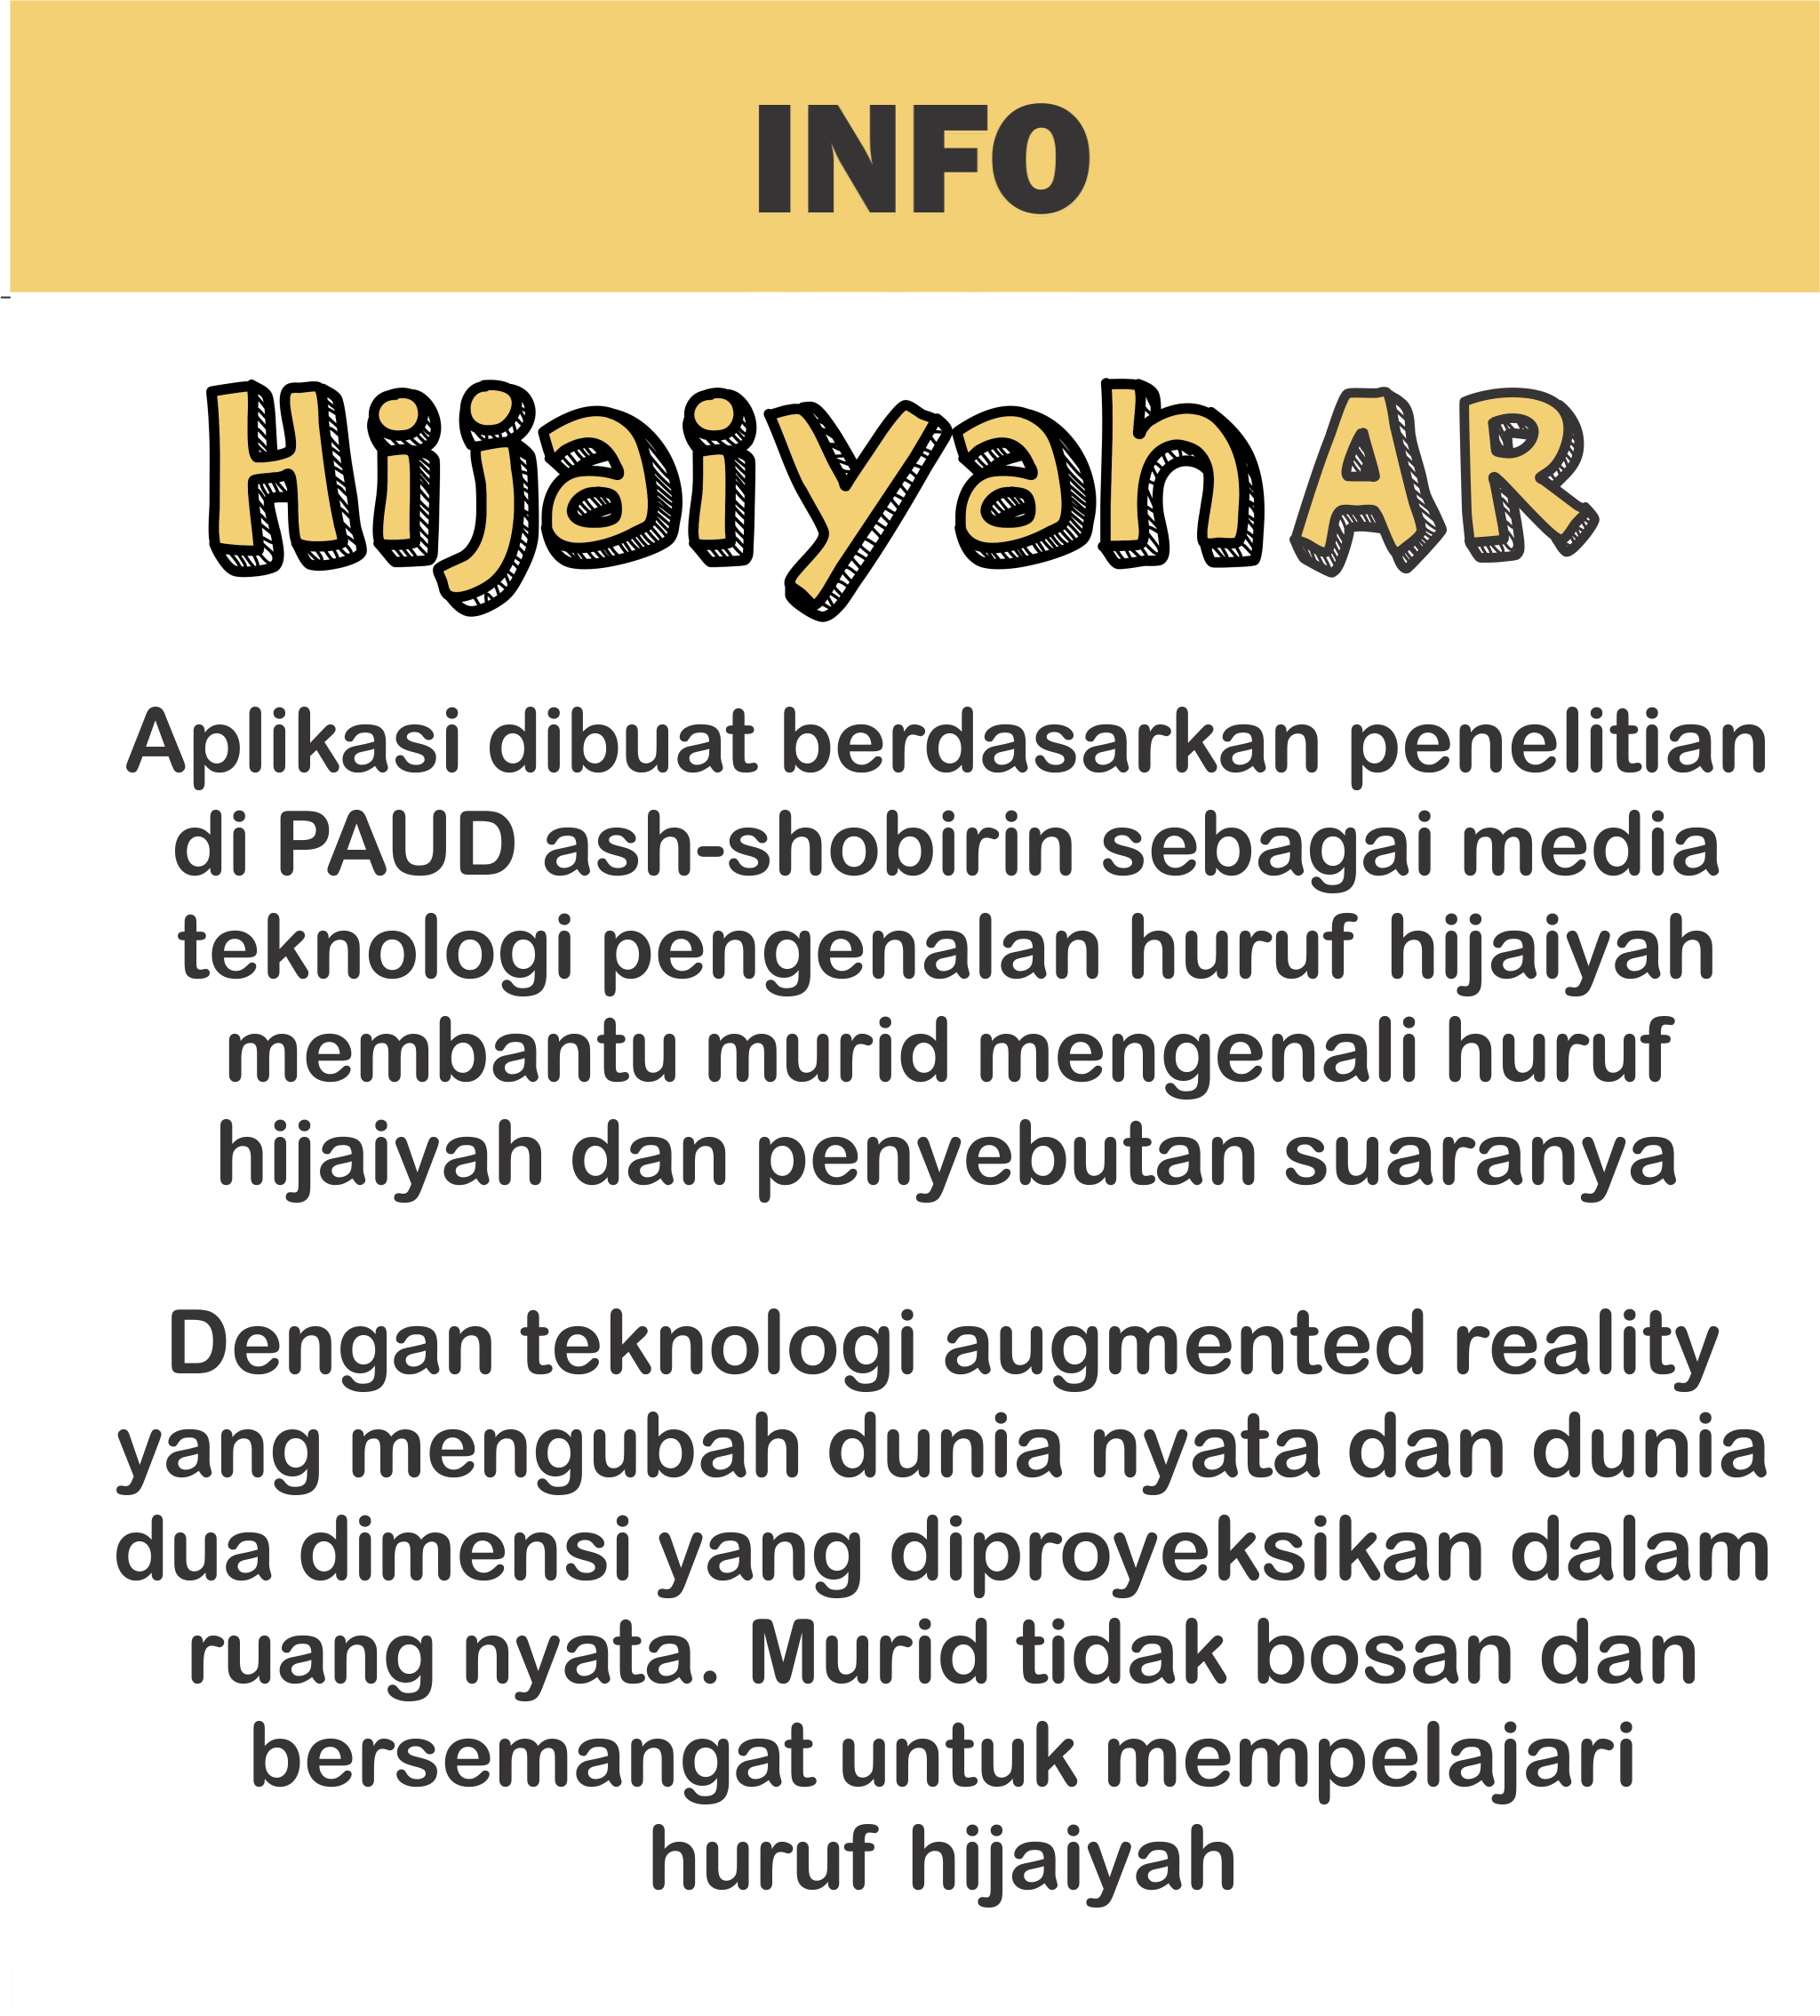 INFO
Hijaiyah AR
Aplikasi dibuat berdasarkan penelitian
di PAUD ash-shobirin sebagai media
teknologi pengenalan huruf hijaiyah
membantu murid mengenali huruf
hijaiyah dan penyebutan suaranya
Dengan teknologi augmented reality
yang mengubah dunia nyata dan dunia
dua dimensi yang diproyeksikan dalam
ruang nyata. Murid tidak bosan dan
bersemangat untuk mempelajari
huruf hijaiyah